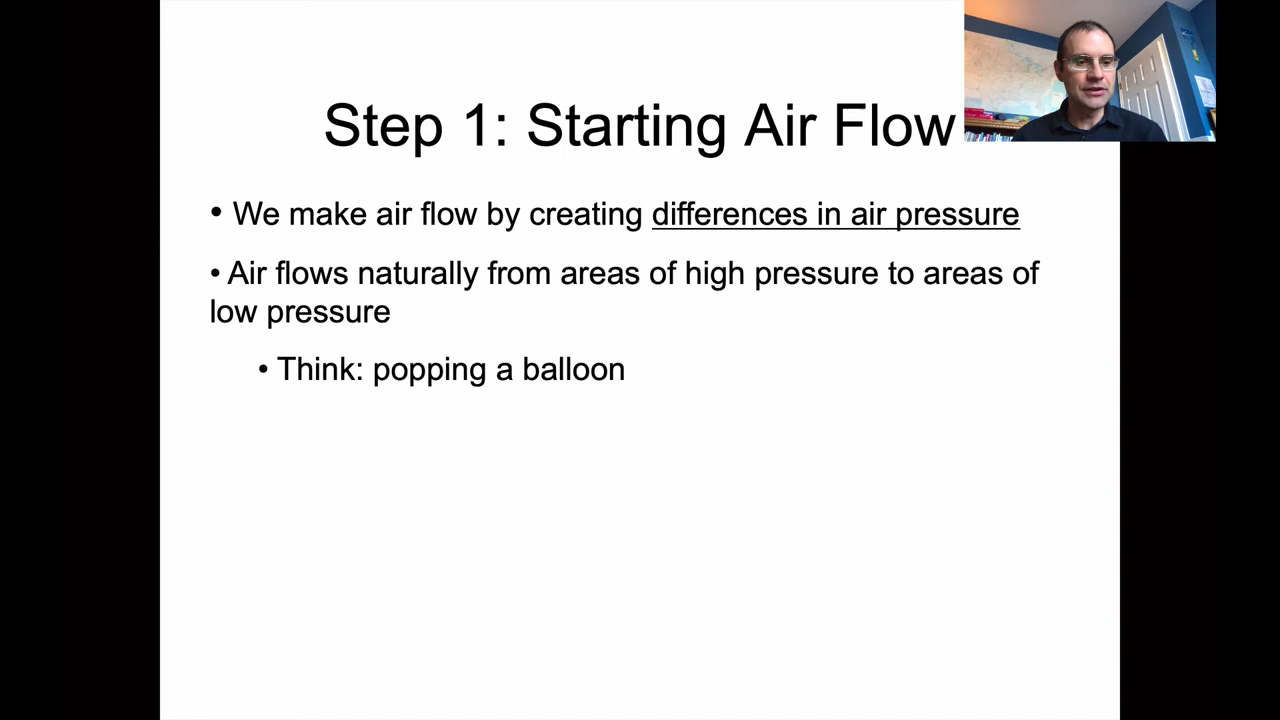 Step 1: Starting Air Flow
• We make air flow by creating differences in air pressure
• Air flows naturally from areas of high pressure to areas of
low pressure
• Think: popping a balloon